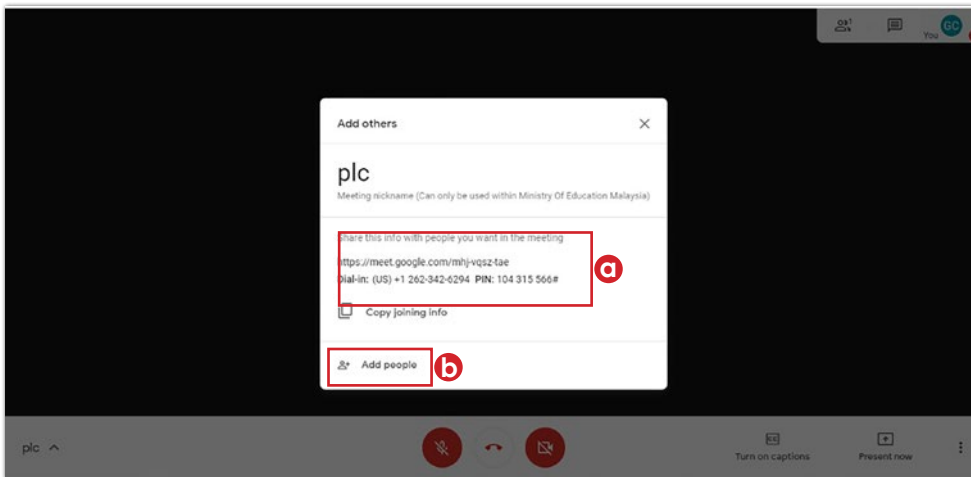 1
You
GC
Add others
plc
Meeting nickname (Can only be used within Ministry Of Education Malaysia)
Share this info with people you want in the meeting
https://meet.google.com/mhj-vqsz-tae
Dial-in: (US) +1 262-342-6294 PIN: 104 315 566#
a
Copy joining info
Add people
b
plc
CC
Turn on captions
Present now